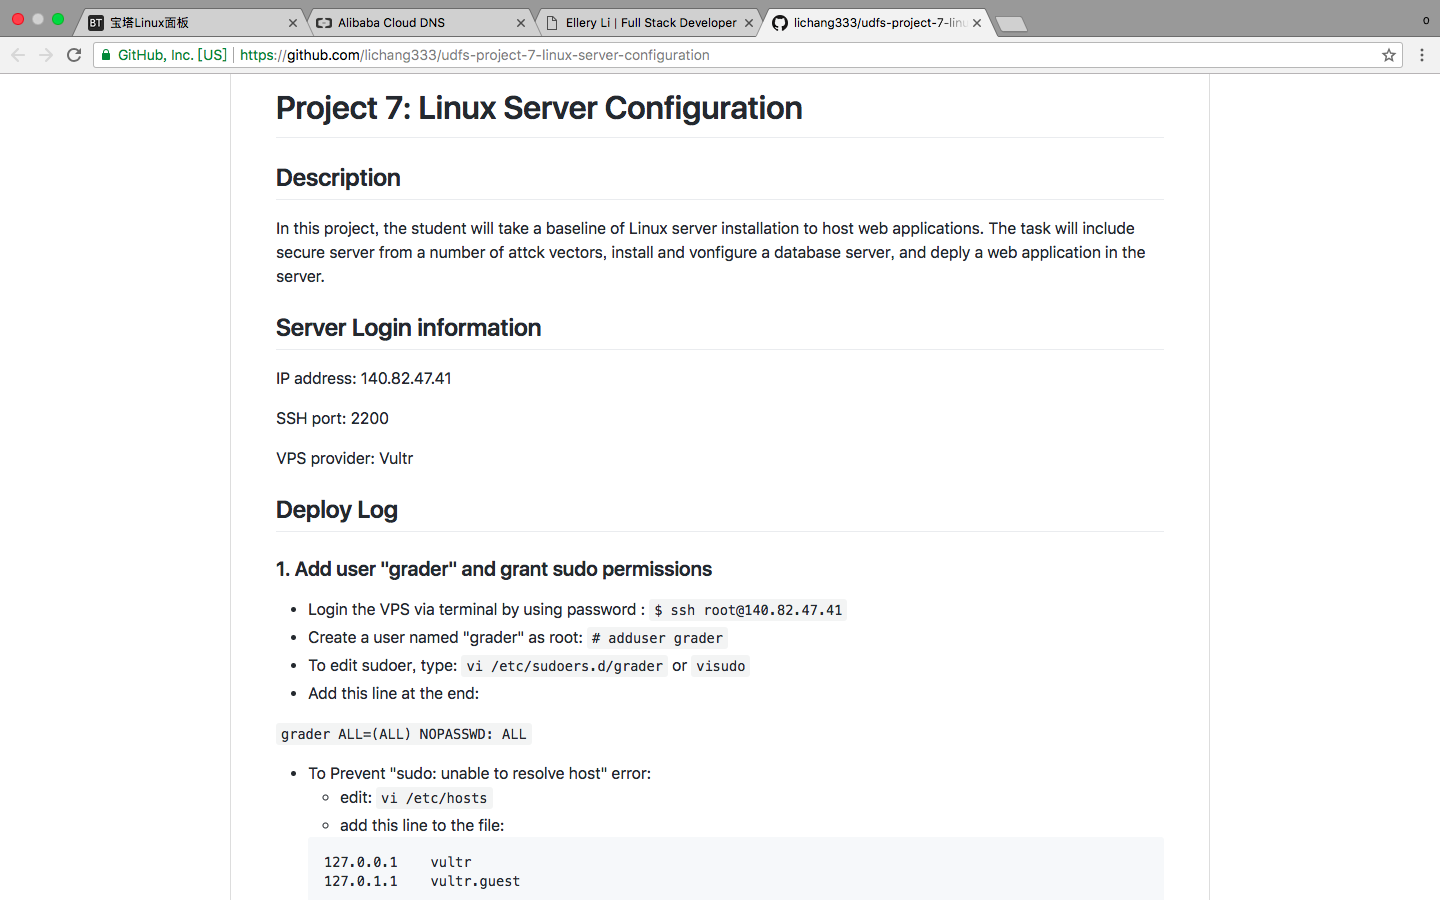 BT 宝塔Linux面板
Alibaba Cloud DNS
Ellery Li | Full Stack Developer
lichang333/udfs-project-7-linu
GitHub, Inc. [US] https://github.com/lichang333/udfs-project-7-linux-server-configuration
Project 7: Linux Server Configuration
Description
In this project, the student will take a baseline of Linux server installation to host web applications. The task will include
secure server from a number of attck vectors, install and vonfigure a database server, and deply a web application in the
server.
Server Login information
IP address: 140.82.47.41
SSH port: 2200
VPS provider: Vultr
Deploy Log
1. Add user "grader" and grant sudo permissions
Login the VPS via terminal by using password : $ ssh root@140.82.47.41
Create a user named "grader" as root: # adduser grader
To edit sudoer, type: vi /etc/sudoers.d/grader or visudo
Add this line at the end:
grader ALL=(ALL) NOPASSWD: ALL
To Prevent "sudo: unable to resolve host" error:
edit: vi /etc/hosts
add this line to the file:
127.0.0.1    vultr
127.0.1.1    vultr.guest